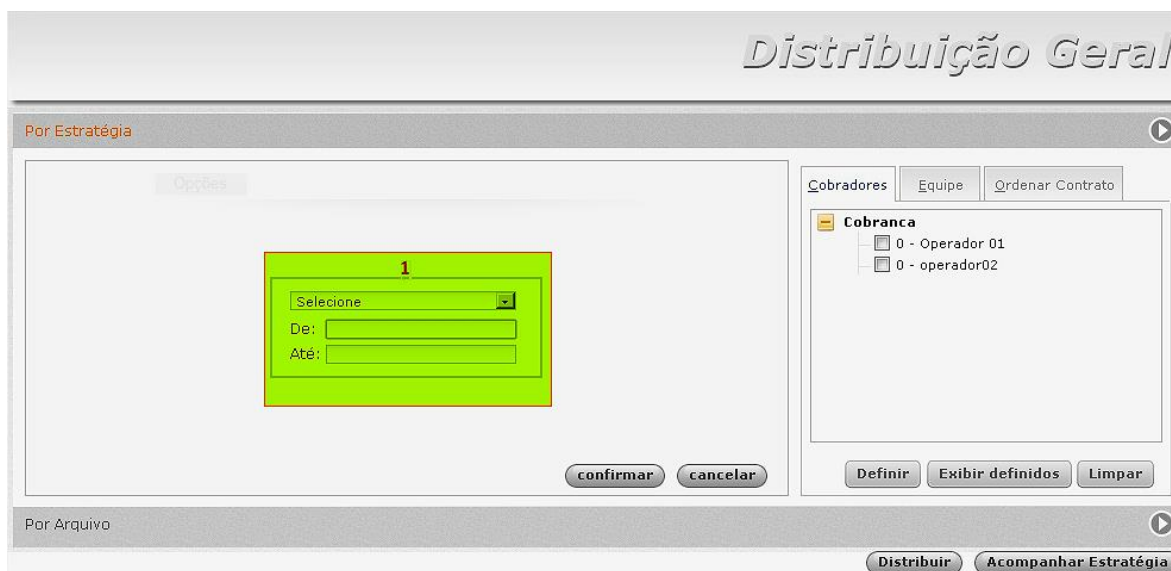 Distribuição Geral
Por Estratégia
Opções
1
Selecione
De:
Até:
confirmar cancelar
Cobradores Equipe Ordenar Contrato
Cobranca
0 - Operador 01
0 - operador02
Definir Exibir definidos Limpar
Por Arquivo
Distribuir Acompanhar Estratégia